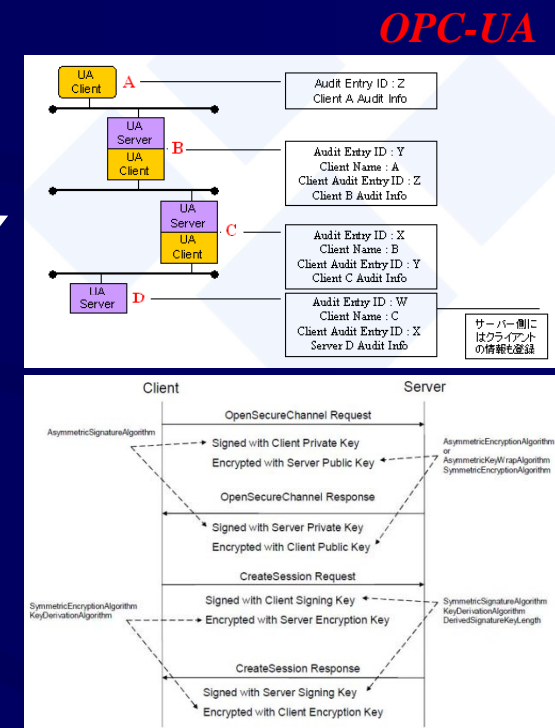 OPC-UA
UA
Client
A
Audit Entry ID : Z
Client A Audit Info
UA
Server
UA
Client
B
Audit Entry ID : Y
Client Name : A
Client Audit Entry ID : Z
Client B Audit Info
UA
Server
UA
Client
C
Audit Entry ID : X
Client Name : B
Client Audit Entry ID : Y
Client C Audit Info
UA
Server
D
Audit Entry ID : W
Client Name : C
Client Audit Entry ID : X
Server D Audit Info
サーバー側に
はクライアント
の情報も登録
Client
Server
OpenSecureChannel Request
AsymmetricSignatureAlgorithm
Signed with Client Private Key
Encrypted with Server Public Key
AsymmetricEncryptionAlgorithm
or
AsymmetricKeyWrapAlgorithm
SymmetricEncryptionAlgorithm
OpenSecureChannel Response
Signed with Server Private Key
Encrypted with Client Public Key
CreateSession Request
SymmetricEncryptionAlgorithm
KeyDerivationAlgorithm
Signed with Client Signing Key
Encrypted with Server Encryption Key
SymmetricSignatureAlgorithm
KeyDerivationAlgorithm
DerivedSignatureKeyLength
CreateSession Response
Signed with Server Signing Key
Encrypted with Client Encryption Key